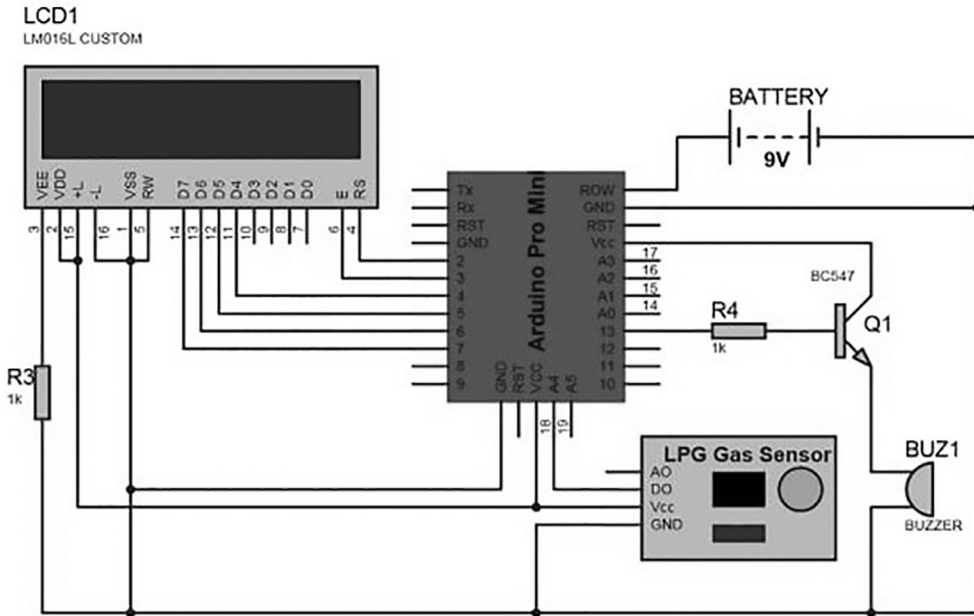 LCD1
LM016L CUSTOM
VEE
VDD
+L
-L
VSS
RW
D7
D6
D5
D4
D3
D2
D1
D0
E
RS
3
2
15
16
1
5
14
13
12
11
10
9
8
7
6
4
BATTERY
9V
Arduino Pro Mini
Tx
Rx
RST
GND
2
3
4
5
6
7
8
9
ROW
GND
RST
Vcc
A3 17
A2 16
A1 15
A0 14
13
12
11
10
GND
RST
VCC
A4
A5
18
19
R3
1k
R4
1k
BC547
Q1
LPG Gas Sensor
AO
DO
Vcc
GND
BUZ1
BUZZER